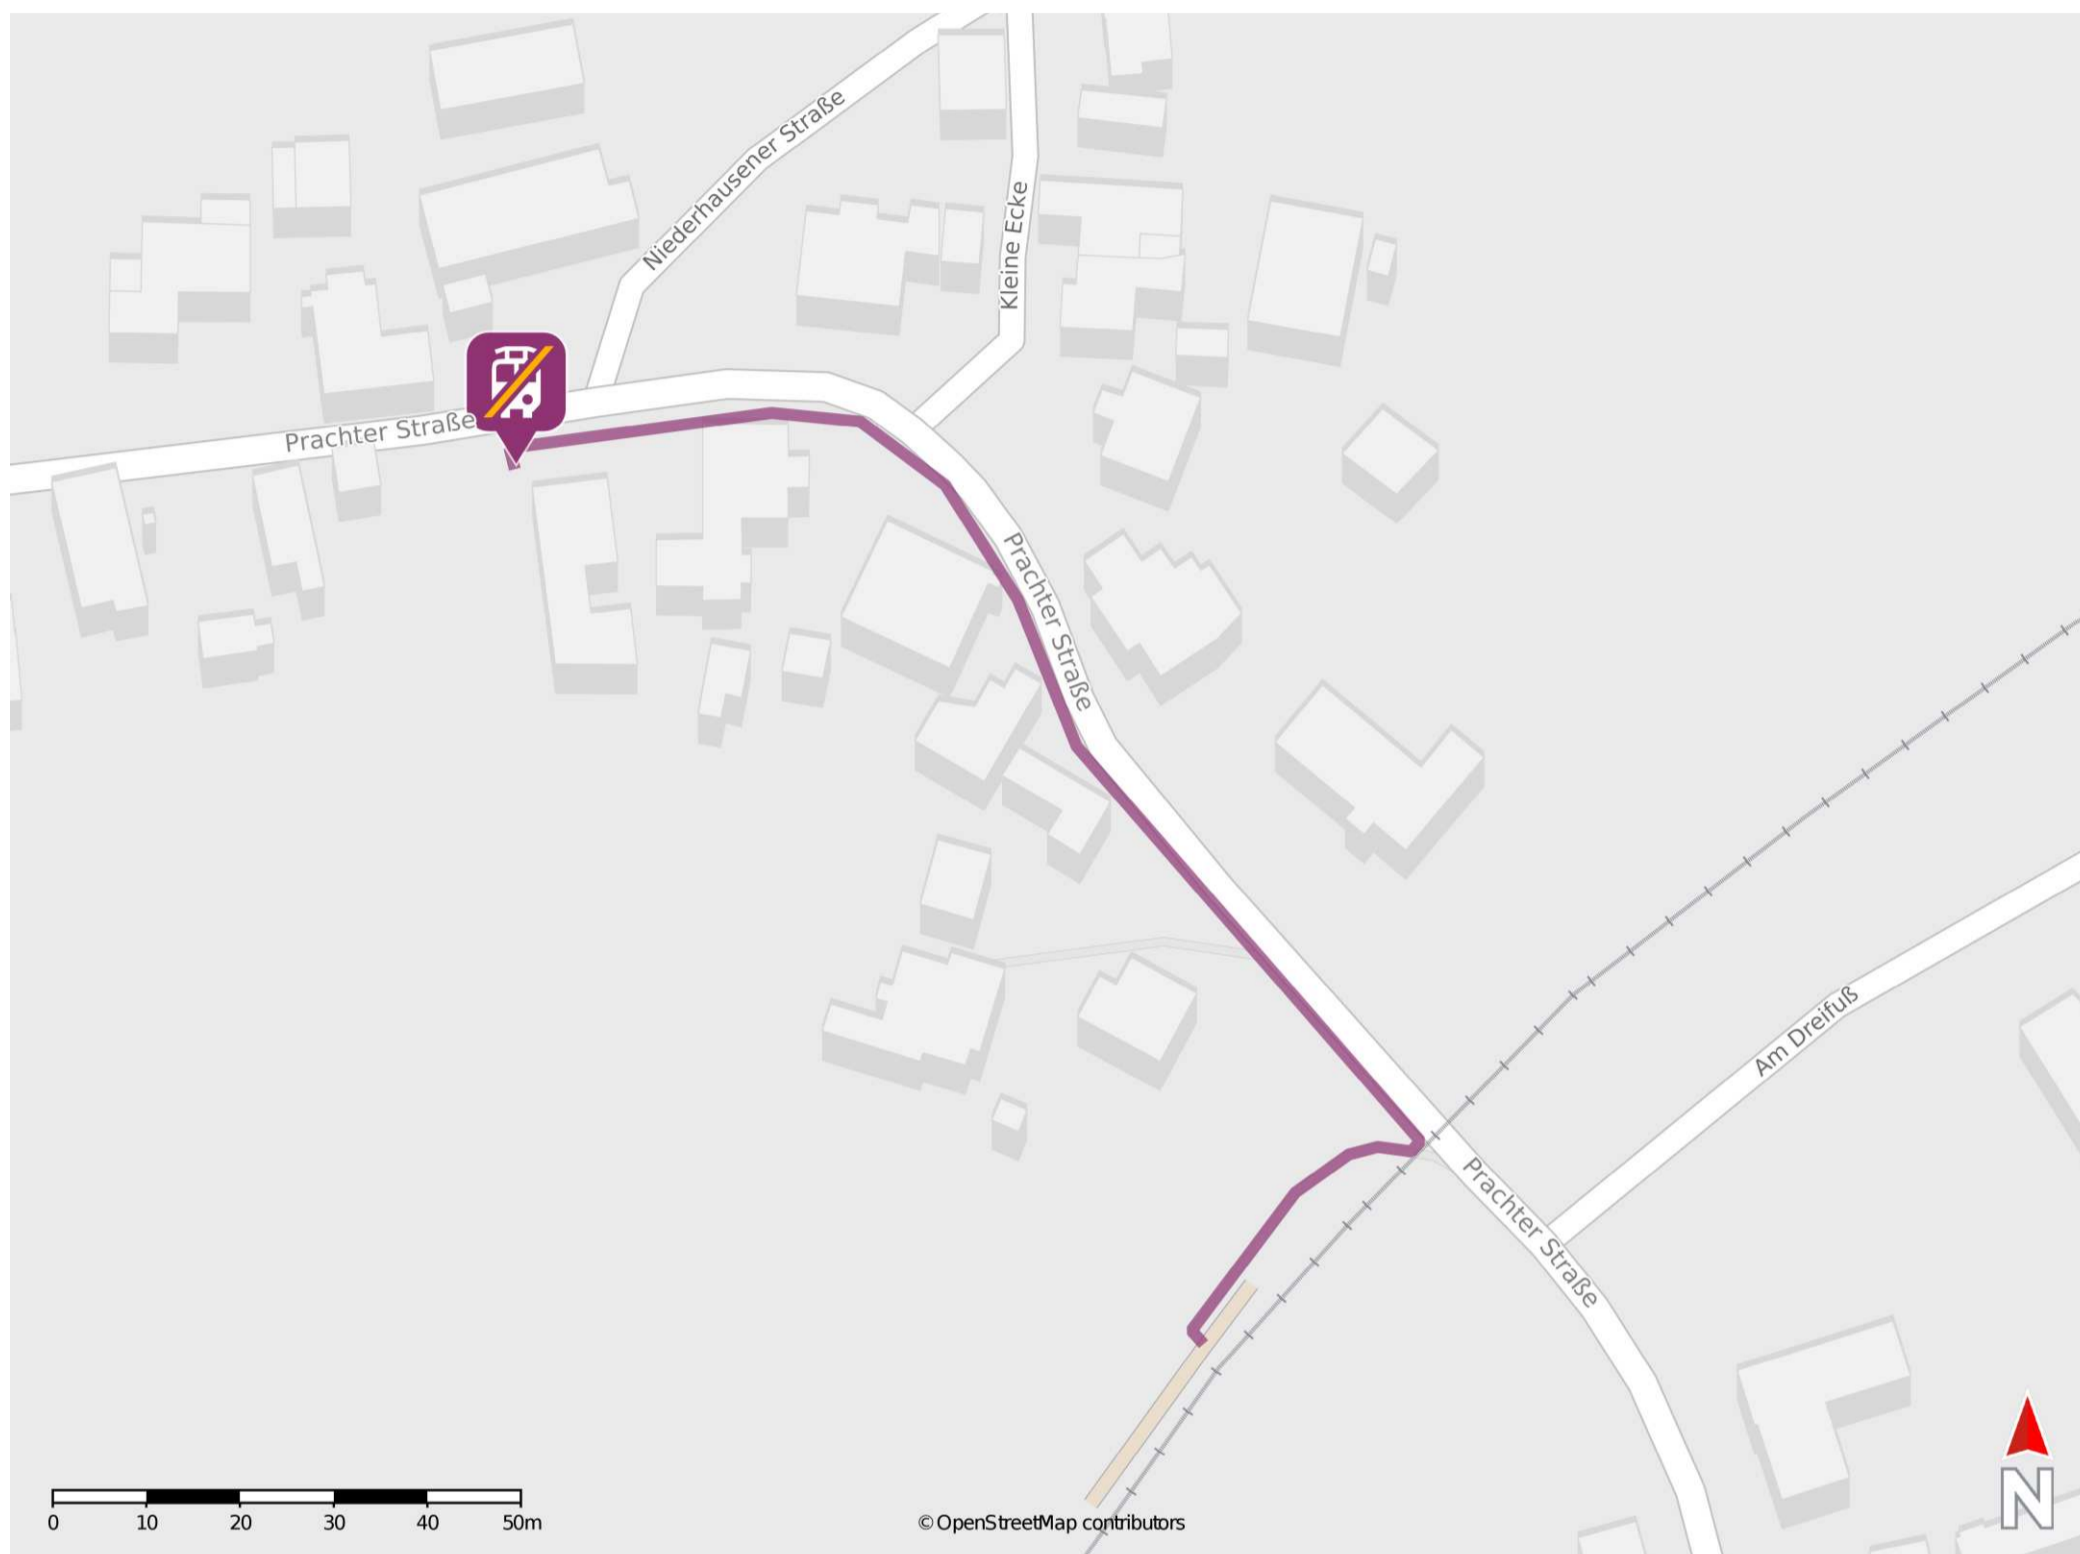 Niederhausener Straße
Kleine Ecke
Prachter Straße
Prachter Straße
Am Dreifuß
Prachter Straße
0 10 20 30 40 50m
© OpenStreetMap contributors
N